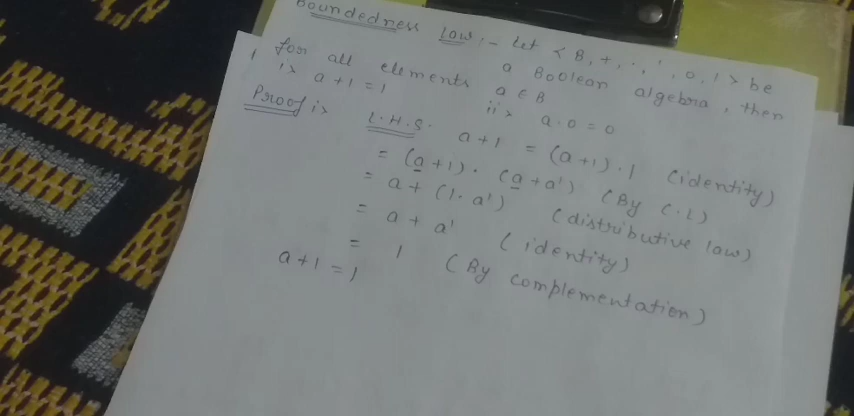 Boundedness Law:- Let < B, +, ·, ', 0, 1 > be
a Boolean algebra, then
for all elements a ∈ B
i> a + 1 = 1 ii> a · 0 = 0
Proof i> L.H.S. a + 1 = (a + 1) · 1 (identity)
= (a + 1) · (a + a') (By C.L)
= a + (1 · a') (distributive law)
= a + a' (identity)
= 1 (By complementation)
a + 1 = 1